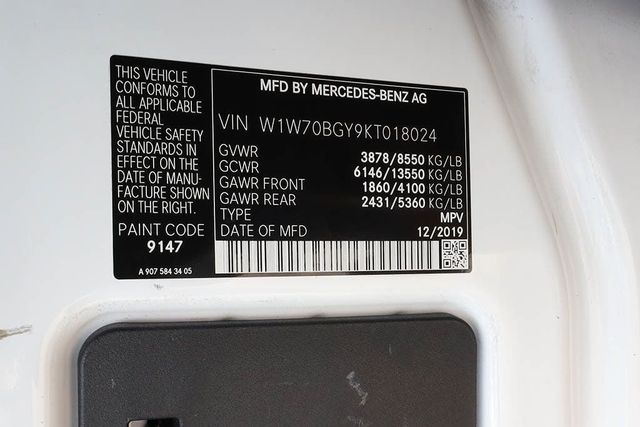 THIS VEHICLE
CONFORMS TO
ALL APPLICABLE
FEDERAL
VEHICLE SAFETY
STANDARDS IN
EFFECT ON THE
DATE OF MANU-
FACTURE SHOWN
ON THE RIGHT.
PAINT CODE
9147
A 907 584 34 05
MFD BY MERCEDES-BENZ AG
VIN W1W70BGY9KT018024
GVWR 3878/8550 KG/LB
GCWR 6146/13550 KG/LB
GAWR FRONT 1860/4100 KG/LB
GAWR REAR 2431/5360 KG/LB
TYPE MPV
DATE OF MFD 12/2019